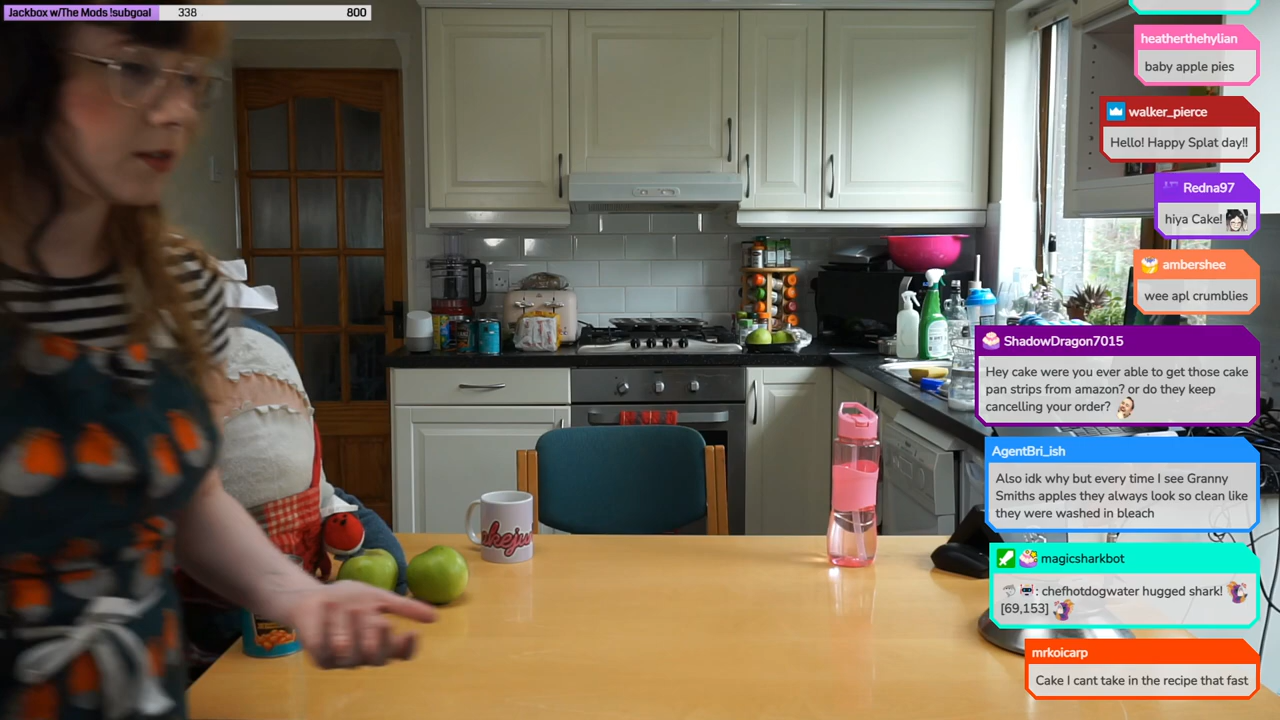 Jackbox w/The Mods !subgoal 338 800
heatherthehylian
baby apple pies
walker_pierce
Hello! Happy Splat day!!
Redna97
hiya Cake!
ambershee
wee apl crumblies
ShadowDragon7015
Hey cake were you ever able to get those cake
pan strips from amazon? or do they keep
cancelling your order?
AgentBri_ish
Also idk why but every time I see Granny
Smiths apples they always look so clean like
they were washed in bleach
magicsharkbot
: chefhotdogwater hugged shark!
[69,153]
mrkoicarp
Cake I cant take in the recipe that fast